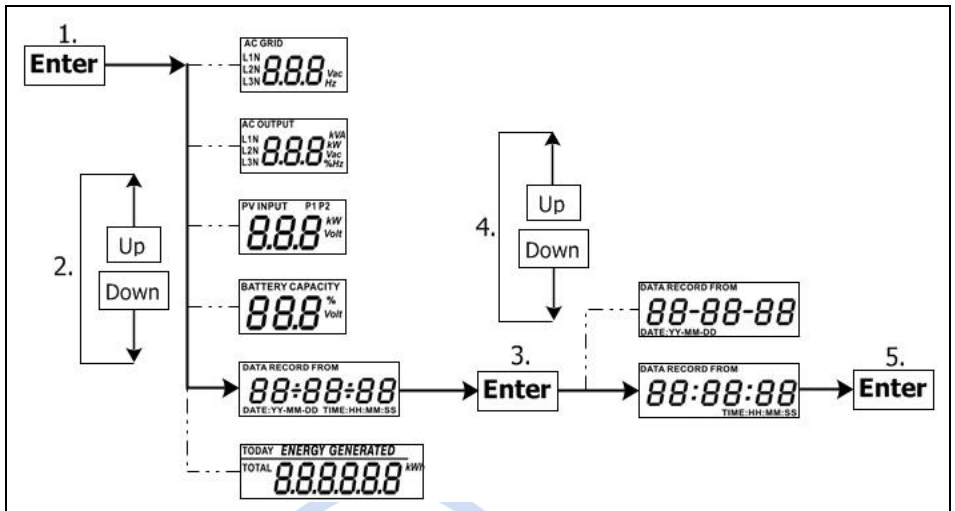 1.
Enter
AC GRID
L1N
L2N
L3N
8.8.8
Vac
Hz
AC OUTPUT
L1N
L2N
L3N
8.8.8
kVA
kW
Vac
%Hz
2.
Up
Down
PV INPUT P1 P2
8.8.8
kW
Volt
BATTERY CAPACITY
88.8
%
Volt
DATA RECORD FROM
88÷88÷88
DATE:YY-MM-DD TIME:HH:MM:SS
TODAY ENERGY GENERATED
TOTAL
8.8.8.8.8.8
kWh
3.
Enter
4.
Up
Down
DATA RECORD FROM
88-88-88
DATE:YY-MM-DD
DATA RECORD FROM
88:88:88
TIME:HH:MM:SS
5.
Enter